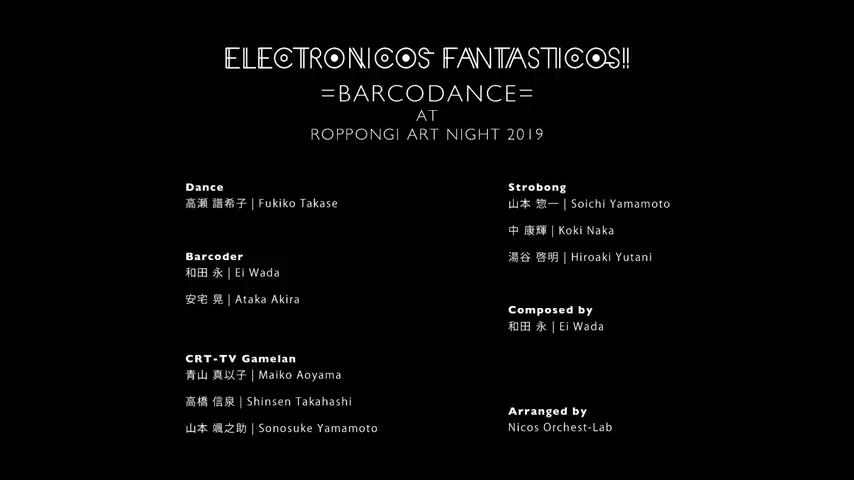 ELECTRONICOS FANTASTICOS!!
=BARCODANCE=
AT
ROPPONGI ART NIGHT 2019
Dance
高瀬 譜希子 | Fukiko Takase
Barcoder
和田 永 | Ei Wada
安宅 晃 | Ataka Akira
CRT-TV Gamelan
青山 真以子 | Maiko Aoyama
高橋 信泉 | Shinsen Takahashi
山本 颯之助 | Sonosuke Yamamoto
Strobong
山本 惣一 | Soichi Yamamoto
中 康輝 | Koki Naka
湯谷 啓明 | Hiroaki Yutani
Composed by
和田 永 | Ei Wada
Arranged by
Nicos Orchest-Lab